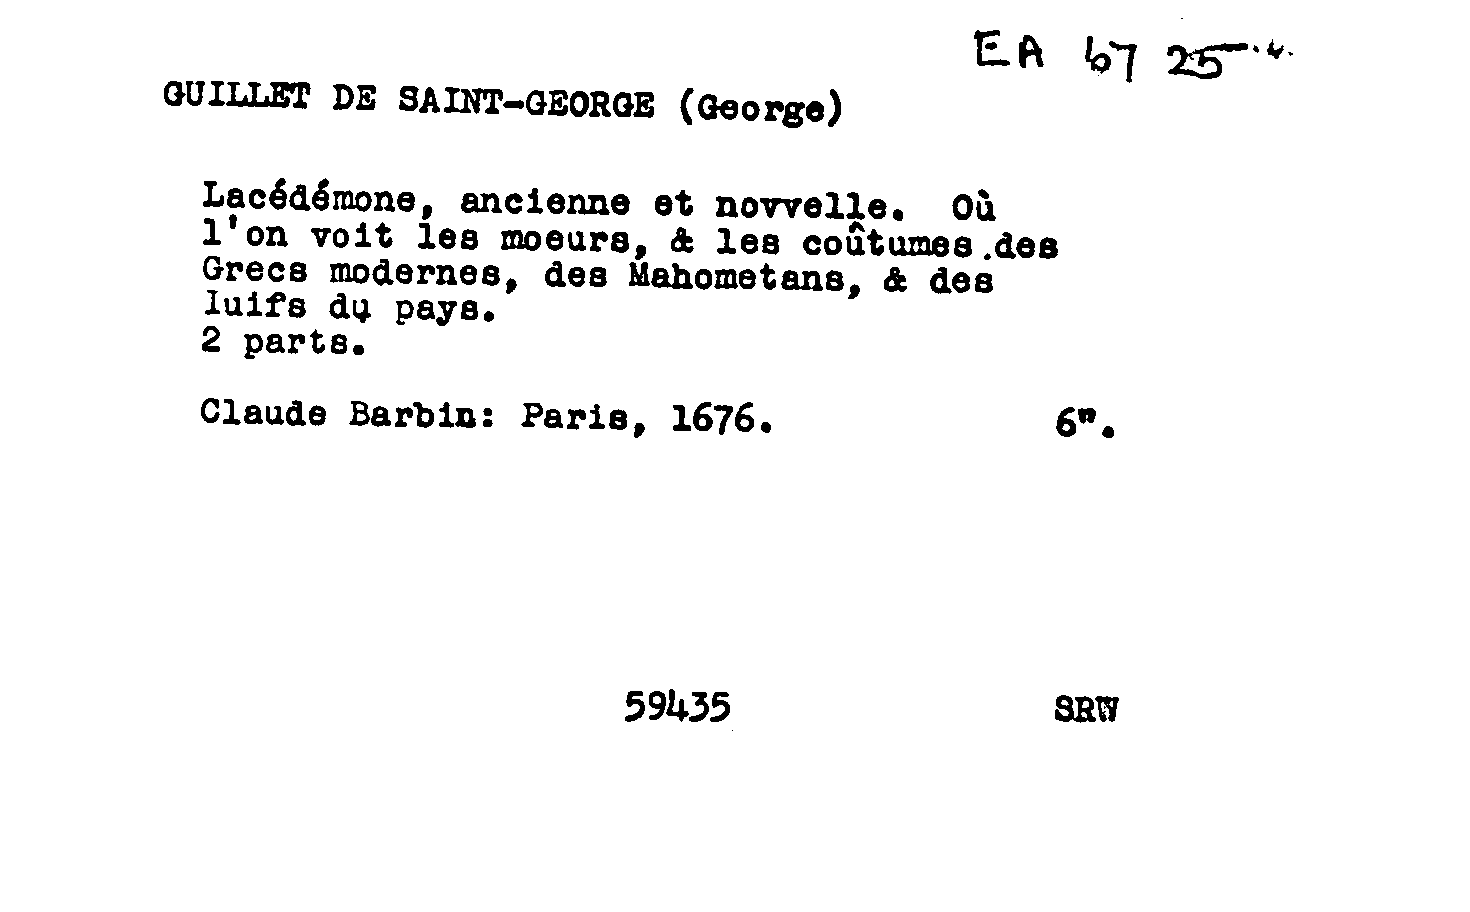 EA 67 25
GUILLET DE SAINT-GEORGE (George)
Lacédémone, ancienne et novvelle. Où
l'on voit les moeurs, & les coûtumes.des
Grecs modernes, des Mahometans, & des
Iuifs du pays.
2 parts.
Claude Barbin: Paris, 1676. 6".
59435 SRW